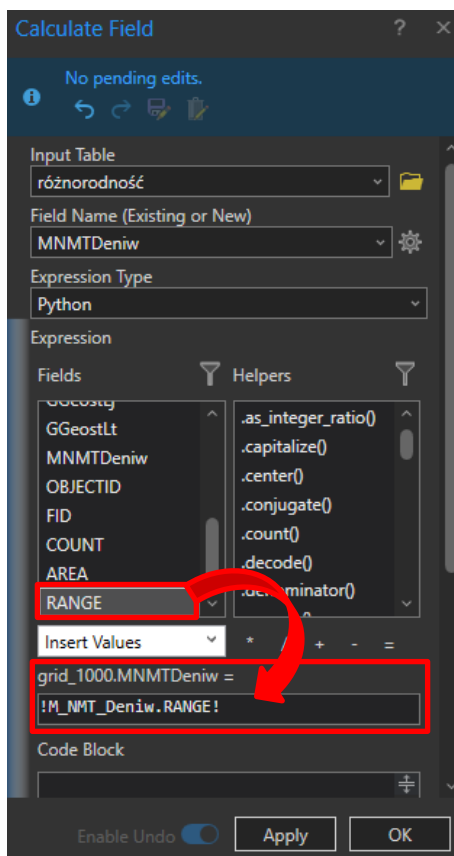 Calculate Field ? ×
No pending edits.
Input Table
różnorodność
Field Name (Existing or New)
MNMTDeniw
Expression Type
Python
Expression
Fields
Helpers
GGeostLt
MNMTDeniw
OBJECTID
FID
COUNT
AREA
RANGE
.as_integer_ratio()
.capitalize()
.center()
.conjugate()
.count()
.decode()
Insert Values
* / + - =
grid_1000.MNMTDeniw =
!M_NMT_Deniw.RANGE!
Code Block
Enable Undo
Apply
OK